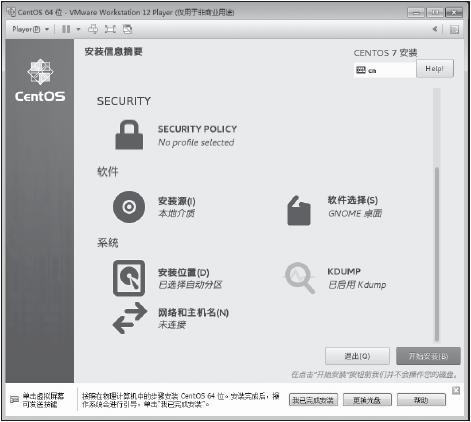 CentOS 64 位 - VMware Workstation 12 Player (仅用于非商业用途)
Player(P)
安装信息摘要
CENTOS 7 安装
cn
Help!
CentOS
SECURITY
SECURITY POLICY
No profile selected
软件
安装源(I)
本地介质
软件选择(S)
GNOME 桌面
系统
安装位置(D)
已选择自动分区
KDUMP
已启用 Kdump
网络和主机名(N)
未连接
退出(Q)
开始安装(B)
在点击"开始安装"按钮前我们并不会操作您的磁盘。
单击虚拟屏幕
可发送按键
按照在物理计算机中的步骤安装 CentOS 64 位。安装完成后，操
作系统会进行引导，单击"我已完成安装"。
我已完成安装
更换光盘
帮助